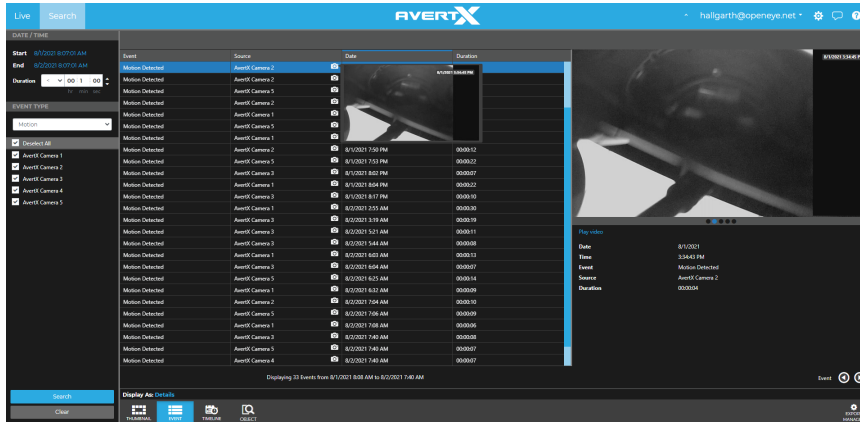 Live Search AVERTX hallgarth@openeye.net
DATE / TIME
Start 8/1/2021 8:07:01 AM
End 8/2/2021 8:07:01 AM
Duration < 00 1 00
hr min sec
EVENT TYPE
Motion
Deselect All
AvertX Camera 1
AvertX Camera 2
AvertX Camera 3
AvertX Camera 4
AvertX Camera 5
Search
Clear
Event Source Date Duration
Motion Detected AvertX Camera 2
Motion Detected AvertX Camera 2
Motion Detected AvertX Camera 5
Motion Detected AvertX Camera 2
Motion Detected AvertX Camera 1
Motion Detected AvertX Camera 5
Motion Detected AvertX Camera 1
Motion Detected AvertX Camera 2 8/1/2021 7:50 PM 00:00:12
Motion Detected AvertX Camera 5 8/1/2021 7:53 PM 00:00:22
Motion Detected AvertX Camera 3 8/1/2021 8:02 PM 00:00:07
Motion Detected AvertX Camera 1 8/1/2021 8:04 PM 00:00:22
Motion Detected AvertX Camera 3 8/1/2021 8:17 PM 00:00:10
Motion Detected AvertX Camera 1 8/2/2021 2:55 AM 00:00:30
Motion Detected AvertX Camera 3 8/2/2021 3:19 AM 00:00:19
Motion Detected AvertX Camera 3 8/2/2021 5:21 AM 00:00:11
Motion Detected AvertX Camera 3 8/2/2021 5:44 AM 00:00:08
Motion Detected AvertX Camera 1 8/2/2021 6:03 AM 00:00:13
Motion Detected AvertX Camera 3 8/2/2021 6:04 AM 00:00:07
Motion Detected AvertX Camera 5 8/2/2021 6:25 AM 00:00:14
Motion Detected AvertX Camera 1 8/2/2021 6:32 AM 00:00:09
Motion Detected AvertX Camera 2 8/2/2021 7:04 AM 00:00:10
Motion Detected AvertX Camera 5 8/2/2021 7:06 AM 00:00:09
Motion Detected AvertX Camera 1 8/2/2021 7:08 AM 00:00:06
Motion Detected AvertX Camera 3 8/2/2021 7:40 AM 00:00:08
Motion Detected AvertX Camera 5 8/2/2021 7:40 AM 00:00:07
Motion Detected AvertX Camera 4 8/2/2021 7:40 AM 00:00:07
8/1/2021 3:34:43 PM
Displaying 33 Events from 8/1/2021 8:08 AM to 8/2/2021 7:40 AM
Display As: Details
THUMBNAIL EVENT TIMELINE OBJECT
8/1/2021 3:34:45 P
Play video
Date 8/1/2021
Time 3:34:43 PM
Event Motion Detected
Source AvertX Camera 2
Duration 00:00:04
Event
EXPOR
MANAG